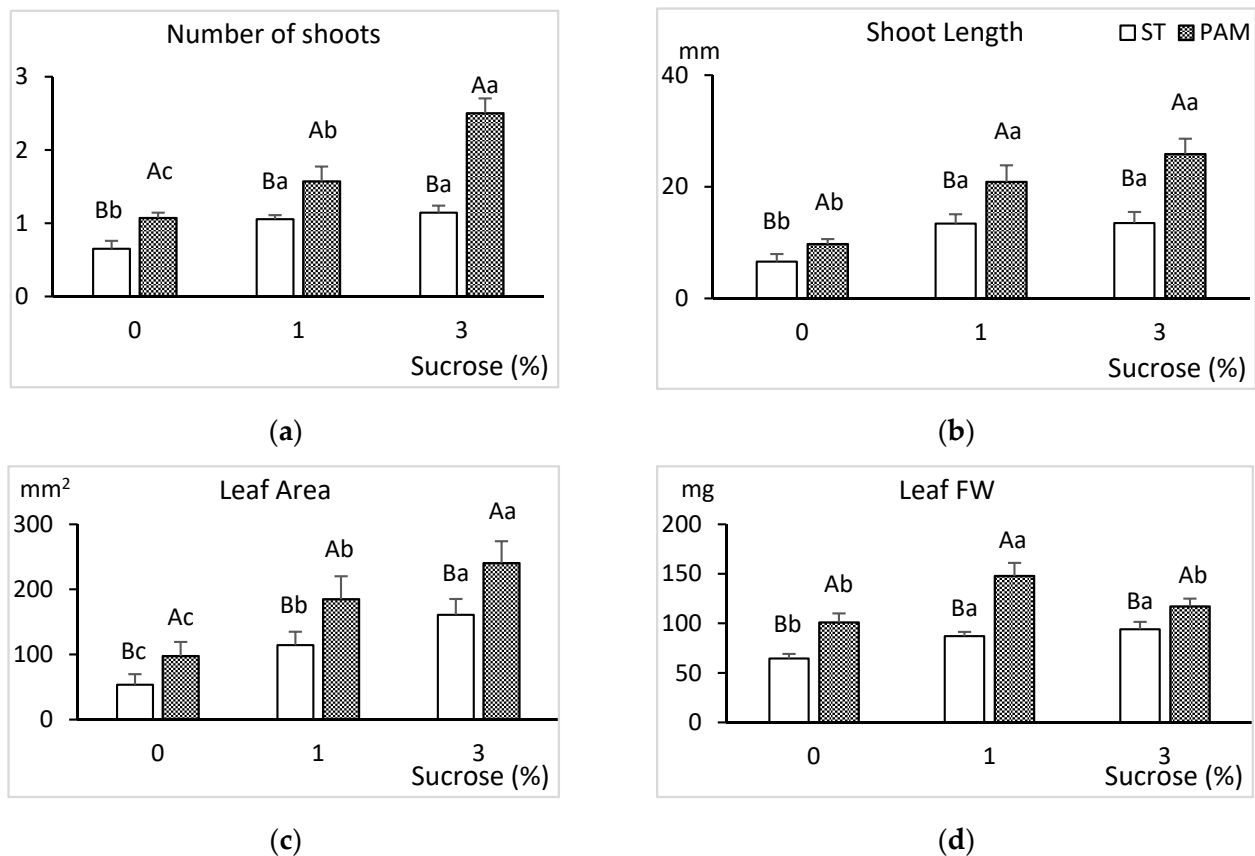 Number of shoots
3
2
1
0
Bb
Ac
Ba
Ab
Ba
Aa
0 1 3
Sucrose (%)
(a)
Shoot Length
ST PAM
mm
40
20
0
Bb
Ab
Ba
Aa
Ba
Aa
0 1 3
Sucrose (%)
(b)
Leaf Area
mm²
300
200
100
0
Bc
Ac
Bb
Ab
Ba
Aa
0 1 3
Sucrose (%)
(c)
Leaf FW
mg
200
150
100
50
0
Bb
Ab
Ba
Aa
Ba
Ab
0 1 3
Sucrose (%)
(d)